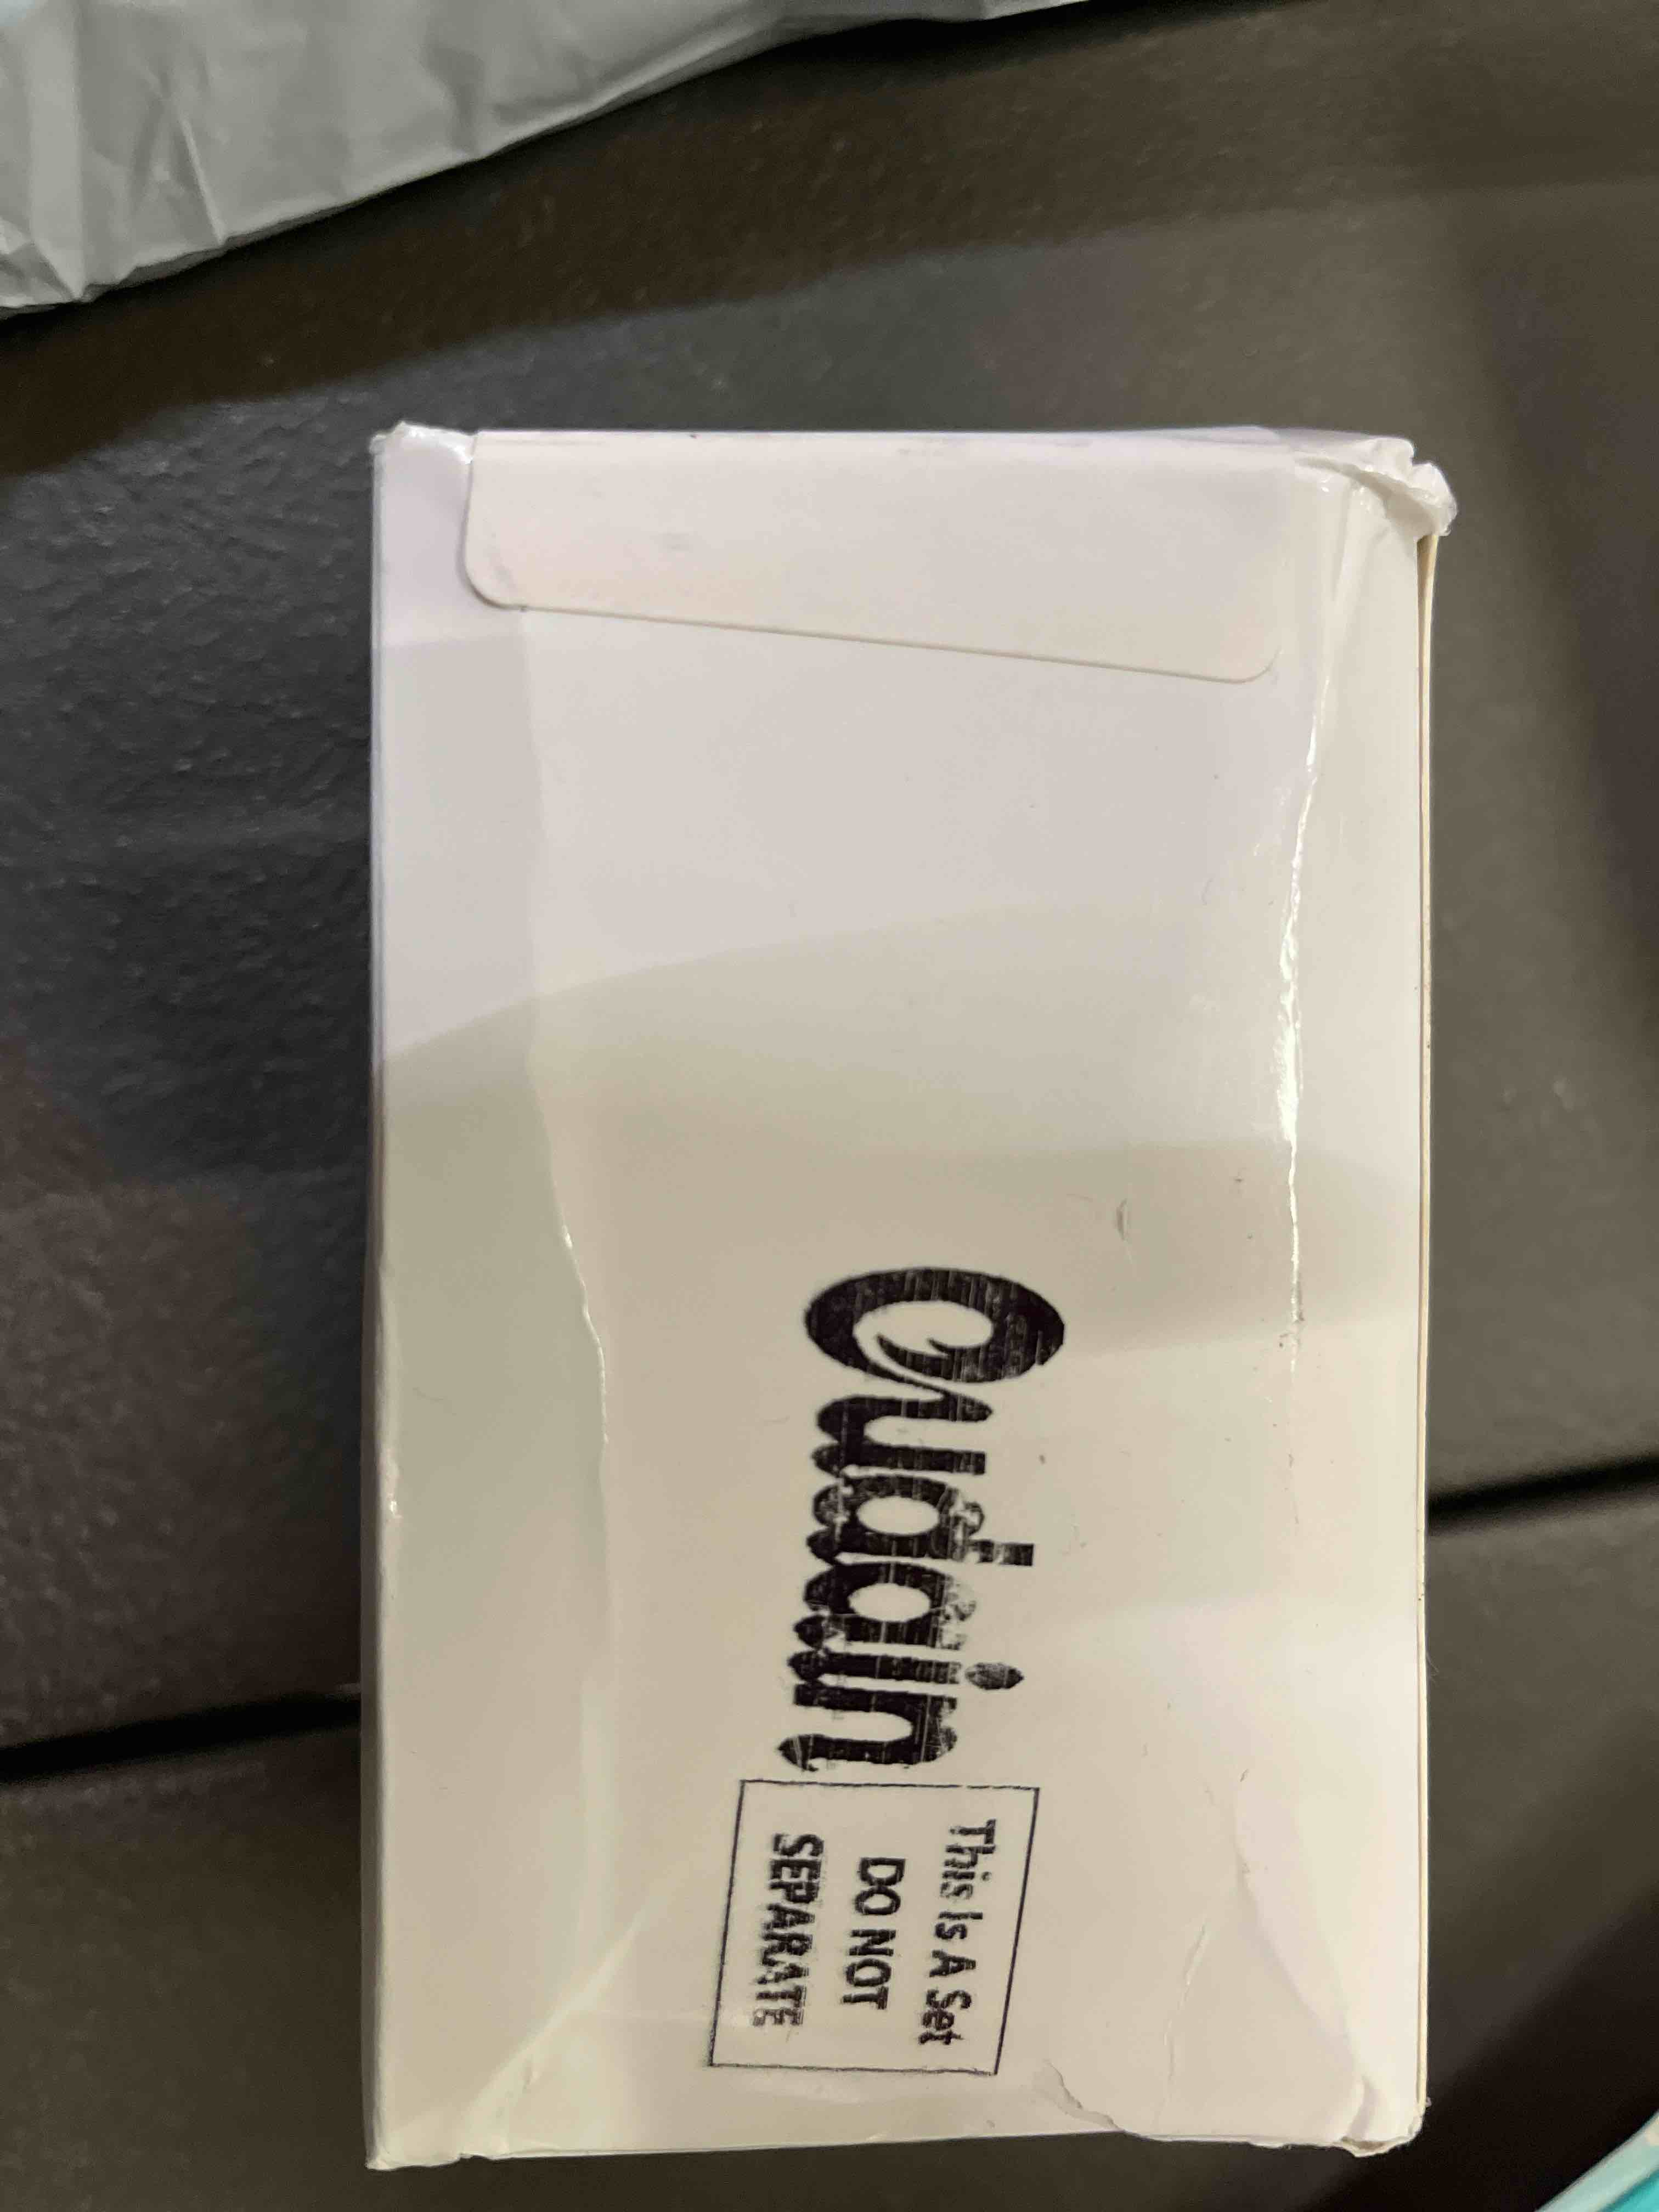 Oudain
This Is A Set
DO NOT
SEPARATE